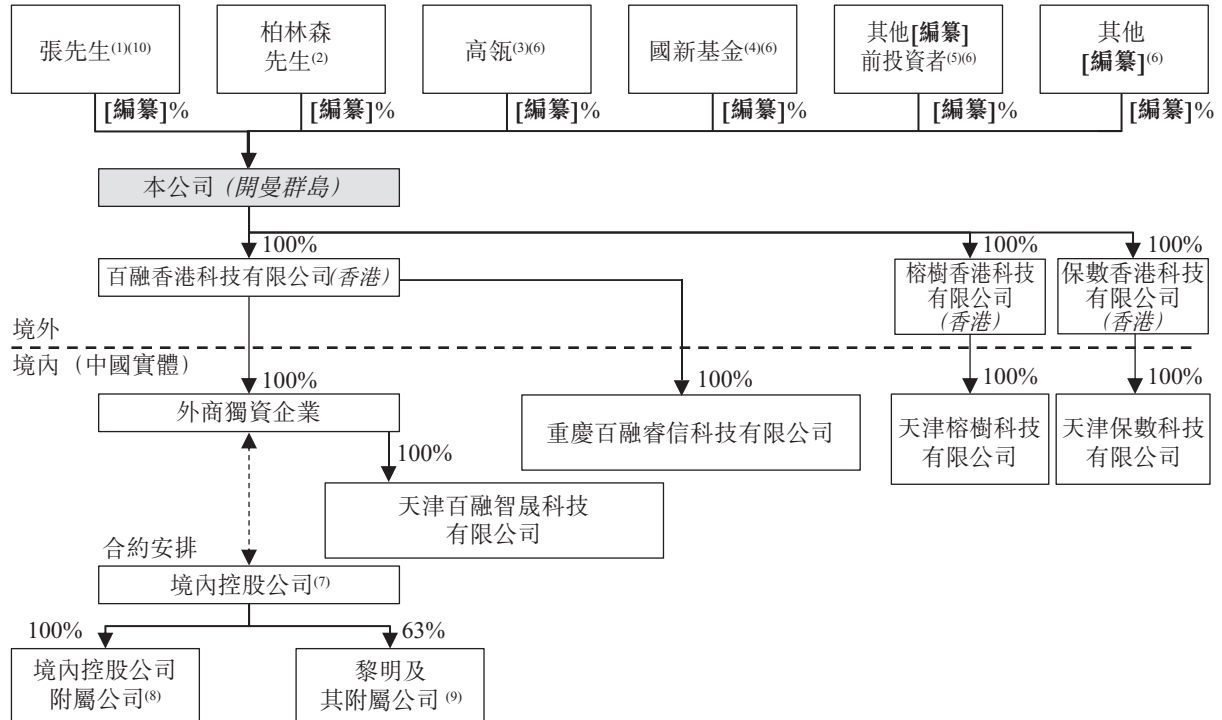 張先生(1)(10)
柏林森
先生(2)
高瓴(3)(6)
國新基金(4)(6)
其他[編纂]
前投資者(5)(6)
其他
[編纂](6)
[編纂]%
[編纂]%
[編纂]%
[編纂]%
[編纂]%
[編纂]%
本公司 (開曼群島)
100%
100%
100%
百融香港科技有限公司(香港)
榕樹香港科技
有限公司
(香港)
保數香港科技
有限公司
(香港)
境外
境內（中國實體）
100%
100%
100%
100%
外商獨資企業
重慶百融睿信科技有限公司
天津榕樹科技
有限公司
天津保數科技
有限公司
100%
天津百融智晟科技
有限公司
合約安排
境內控股公司(7)
100%
63%
境內控股公司
附屬公司(8)
黎明及
其附屬公司 (9)